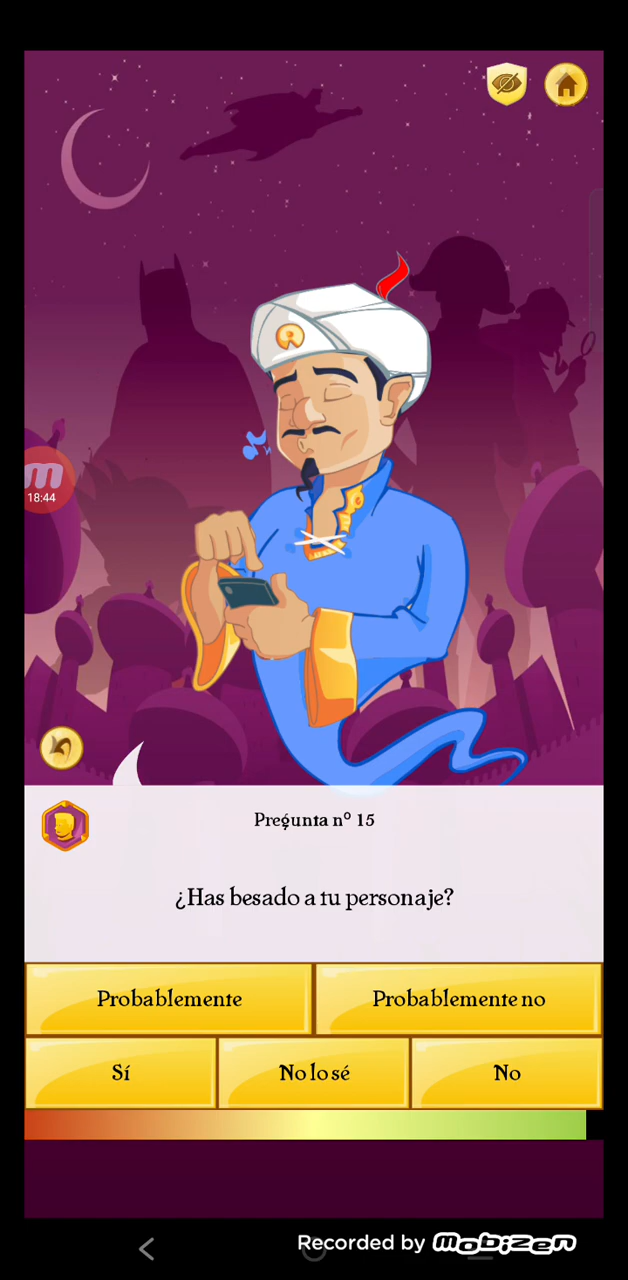 18:44
Pregunta nº 15
¿Has besado a tu personaje?
Probablemente
Probablemente no
Sí
No lo sé
No
Recorded by mobizen